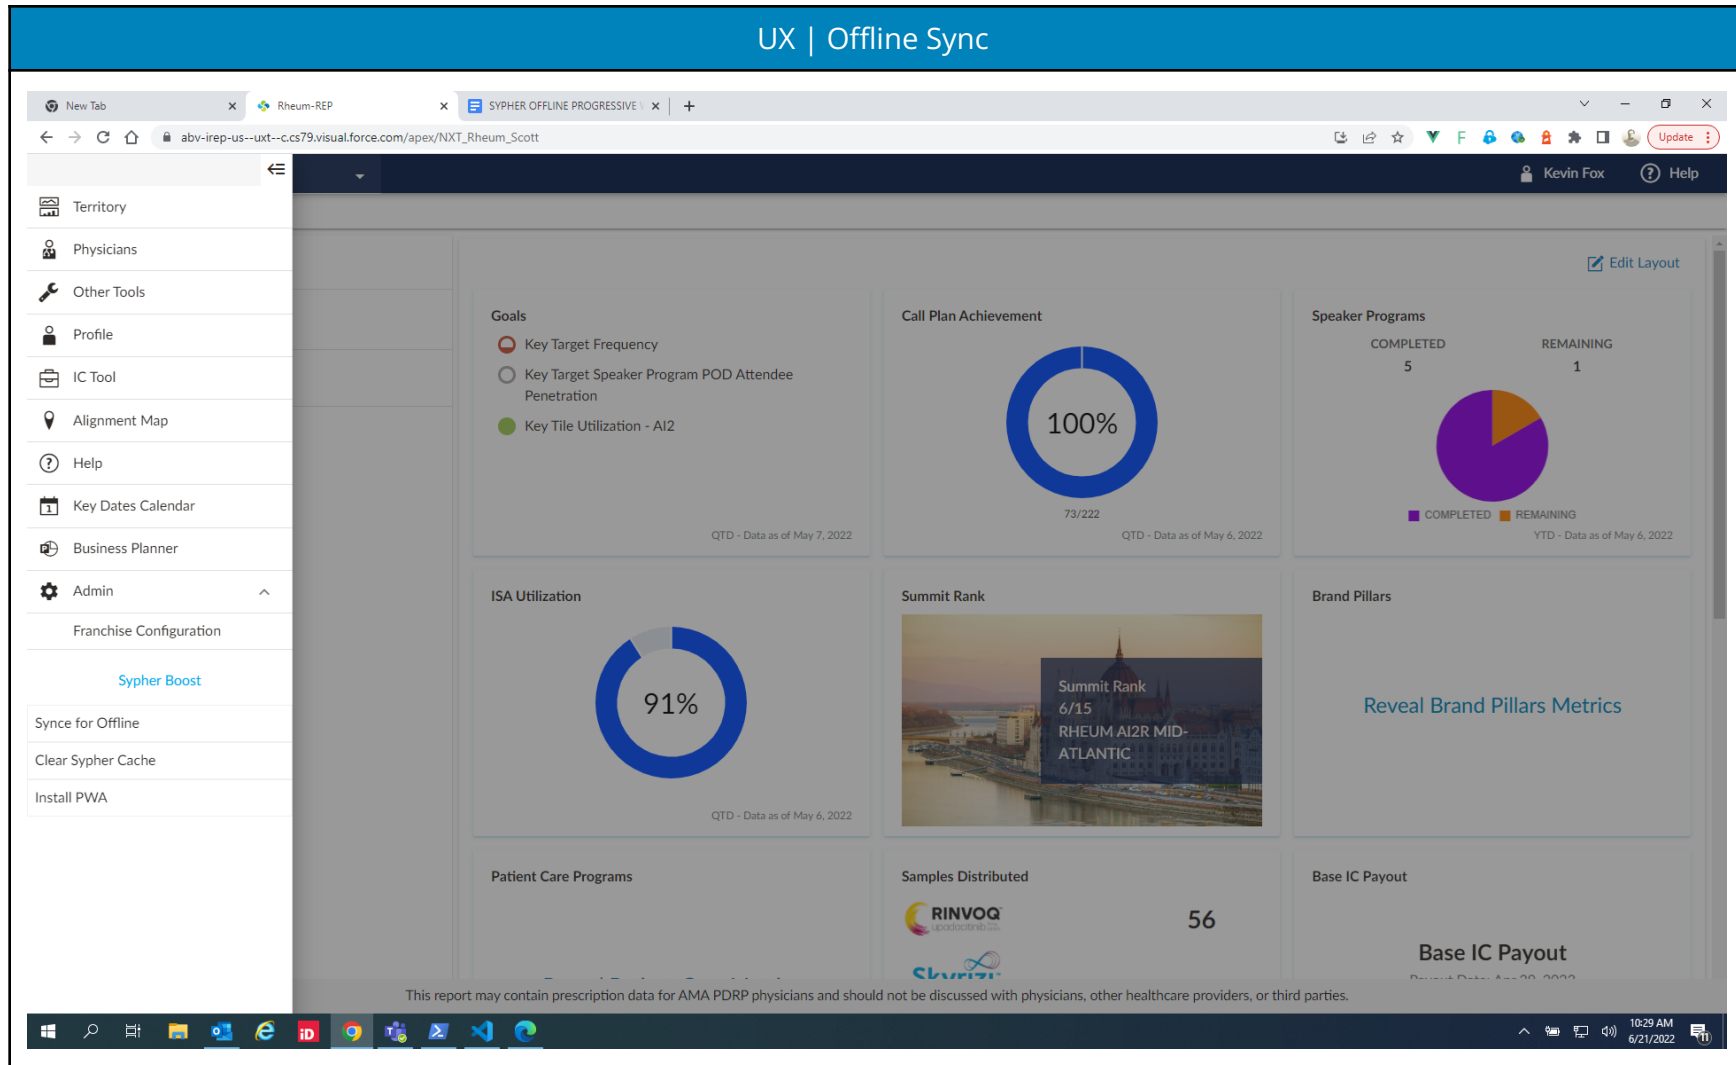 UX | Offline Sync
New Tab
Rheum-REP
SYPHER OFFLINE PROGRESSIVE
abv-irep-us--uxt--c.cs79.visual.force.com/apex/NXT_Rheum_Scott
Update
Kevin Fox
Help
Territory
Physicians
Other Tools
Profile
IC Tool
Alignment Map
Help
Key Dates Calendar
Business Planner
Admin
Franchise Configuration
Sypher Boost
Synce for Offline
Clear Sypher Cache
Install PWA
Edit Layout
Goals
Key Target Frequency
Key Target Speaker Program POD Attendee
Penetration
Key Tile Utilization - AI2
QTD - Data as of May 7, 2022
Call Plan Achievement
100%
73/222
QTD - Data as of May 6, 2022
Speaker Programs
COMPLETED REMAINING
5 1
COMPLETED REMAINING
YTD - Data as of May 6, 2022
ISA Utilization
91%
QTD - Data as of May 6, 2022
Summit Rank
Summit Rank
6/15
RHEUM AI2R MID-
ATLANTIC
Brand Pillars
Reveal Brand Pillars Metrics
Patient Care Programs
Samples Distributed
RINVOQ
upadacitinib
56
Skyrizi
Base IC Payout
Base IC Payout
Payout Date: Apr 29, 2022
This report may contain prescription data for AMA PDRP physicians and should not be discussed with physicians, other healthcare providers, or third parties.
10:29 AM
6/21/2022
11